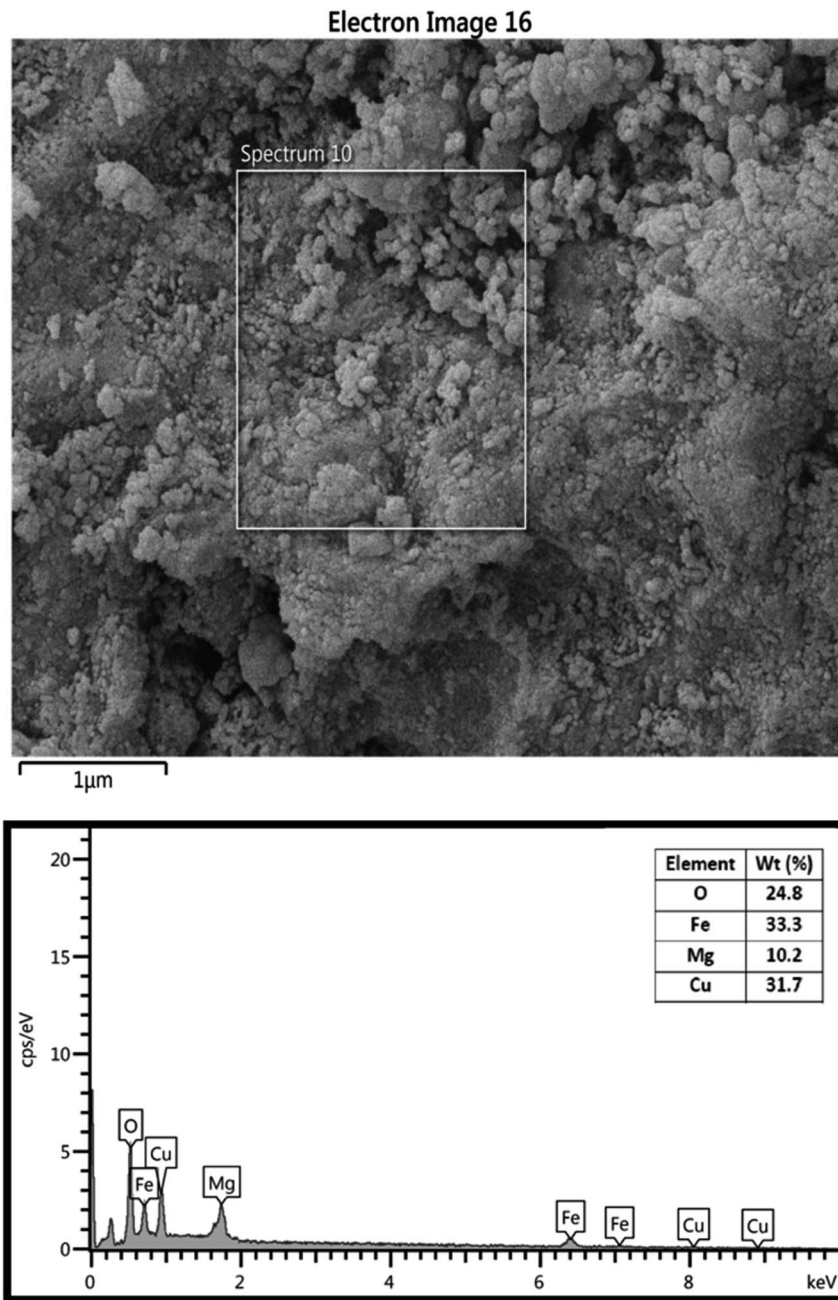 Electron Image 16
Spectrum 10
1µm
Element Wt (%)
O 24.8
Fe 33.3
Mg 10.2
Cu 31.7
20
15
10
5
0
cps/eV
O
Fe
Cu
Mg
Fe
Fe
Cu
Cu
0 2 4 6 8 keV